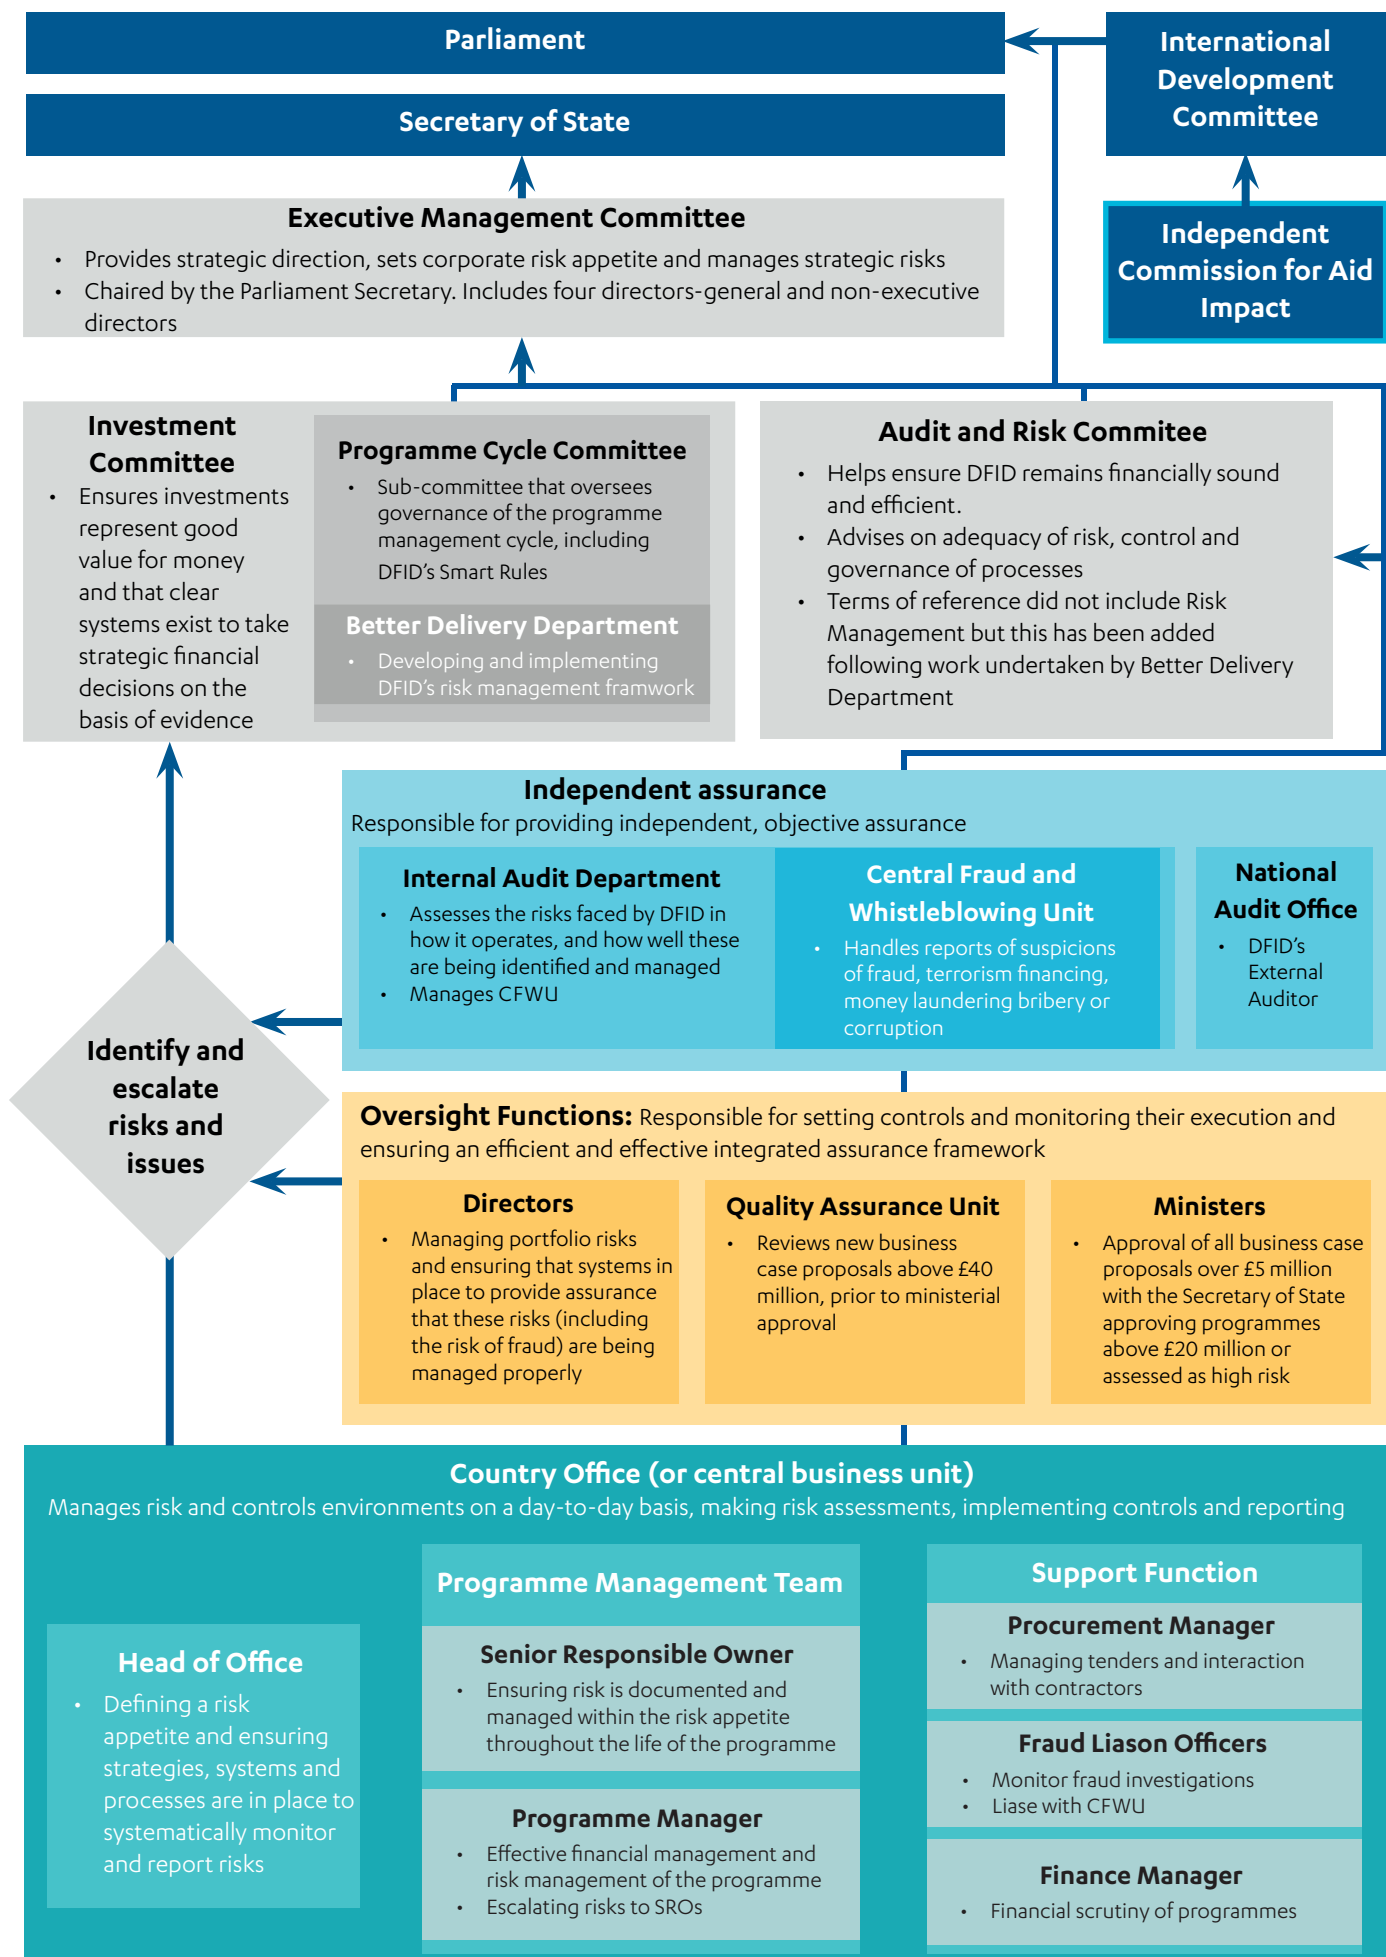 Parliament
International
Development
Committee
Secretary of State
Executive Management Committee
• Provides strategic direction, sets corporate risk appetite and manages strategic risks
• Chaired by the Parliament Secretary. Includes four directors-general and non-executive
directors
Independent
Commission for Aid
Impact
Investment
Committee
• Ensures investments
represent good
value for money
and that clear
systems exist to take
strategic financial
decisions on the
basis of evidence
Programme Cycle Committee
• Sub-committee that oversees
governance of the programme
management cycle, including
DFID's Smart Rules
Better Delivery Department
• Developing and implementing
DFID's risk management framwork
Audit and Risk Commitee
• Helps ensure DFID remains financially sound
and efficient.
• Advises on adequacy of risk, control and
governance of processes
• Terms of reference did not include Risk
Management but this has been added
following work undertaken by Better Delivery
Department
Independent assurance
Responsible for providing independent, objective assurance
Internal Audit Department
• Assesses the risks faced by DFID in
how it operates, and how well these
are being identified and managed
• Manages CFWU
Central Fraud and
Whistleblowing Unit
• Handles reports of suspicions
of fraud, terrorism financing,
money laundering bribery or
corruption
National
Audit Office
• DFID's
External
Auditor
Identify and
escalate
risks and
issues
Oversight Functions: Responsible for setting controls and monitoring their execution and
ensuring an efficient and effective integrated assurance framework
Directors
• Managing portfolio risks
and ensuring that systems in
place to provide assurance
that these risks (including
the risk of fraud) are being
managed properly
Quality Assurance Unit
• Reviews new business
case proposals above £40
million, prior to ministerial
approval
Ministers
• Approval of all business case
proposals over £5 million
with the Secretary of State
approving programmes
above £20 million or
assessed as high risk
Country Office (or central business unit)
Manages risk and controls environments on a day-to-day basis, making risk assessments, implementing controls and reporting
Head of Office
• Defining a risk
appetite and ensuring
strategies, systems and
processes are in place to
systematically monitor
and report risks
Programme Management Team
Senior Responsible Owner
• Ensuring risk is documented and
managed within the risk appetite
throughout the life of the programme
Programme Manager
• Effective financial management and
risk management of the programme
• Escalating risks to SROs
Support Function
Procurement Manager
• Managing tenders and interaction
with contractors
Fraud Liason Officers
• Monitor fraud investigations
• Liase with CFWU
Finance Manager
• Financial scrutiny of programmes